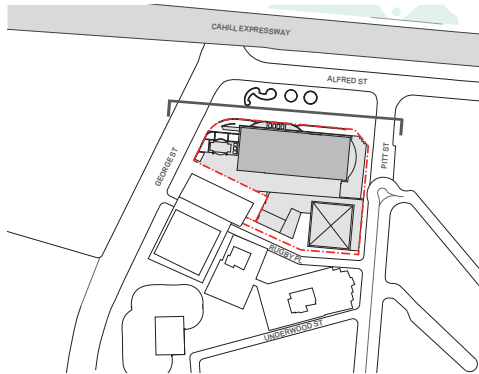 CAHILL EXPRESSWAY
ALFRED ST
GEORGE ST
PITT ST
RUGBY PL
UNDERWOOD ST